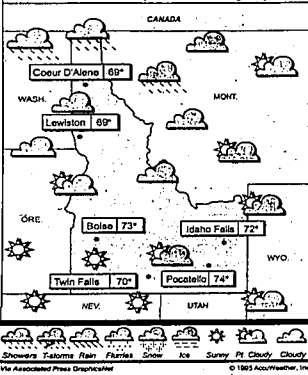 CANADA
Coeur D'Alene 69°
WASH.
MONT.
Lewiston 69°
ORE.
Boise 73°
Idaho Falls 72°
WYO.
Twin Falls 70°
Pocatello 74°
NEV.
UTAH
Showers T-storms Rain Flurries Snow Ice Sunny Pt. Cloudy Cloudy
Via Associated Press GraphicsNet
© 1995 AccuWeather, Inc